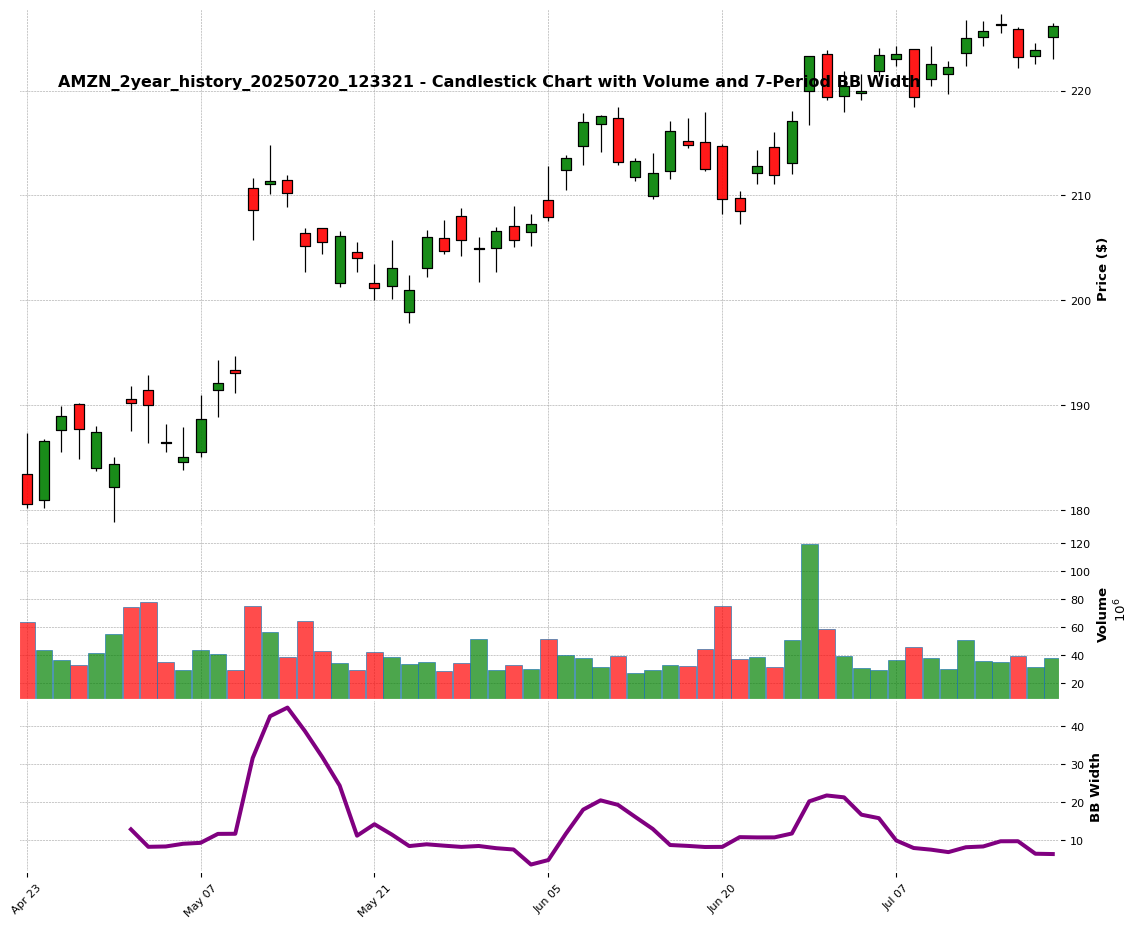 AMZN_2year_history_20250720_123321 - Candlestick Chart with Volume and 7-Period BB Width
220
210
200
190
180
Price ($)
120
100
80
60
40
20
Volume
10^6
40
30
20
10
BB Width
Apr 23
May 07
May 21
Jun 05
Jun 20
Jul 07